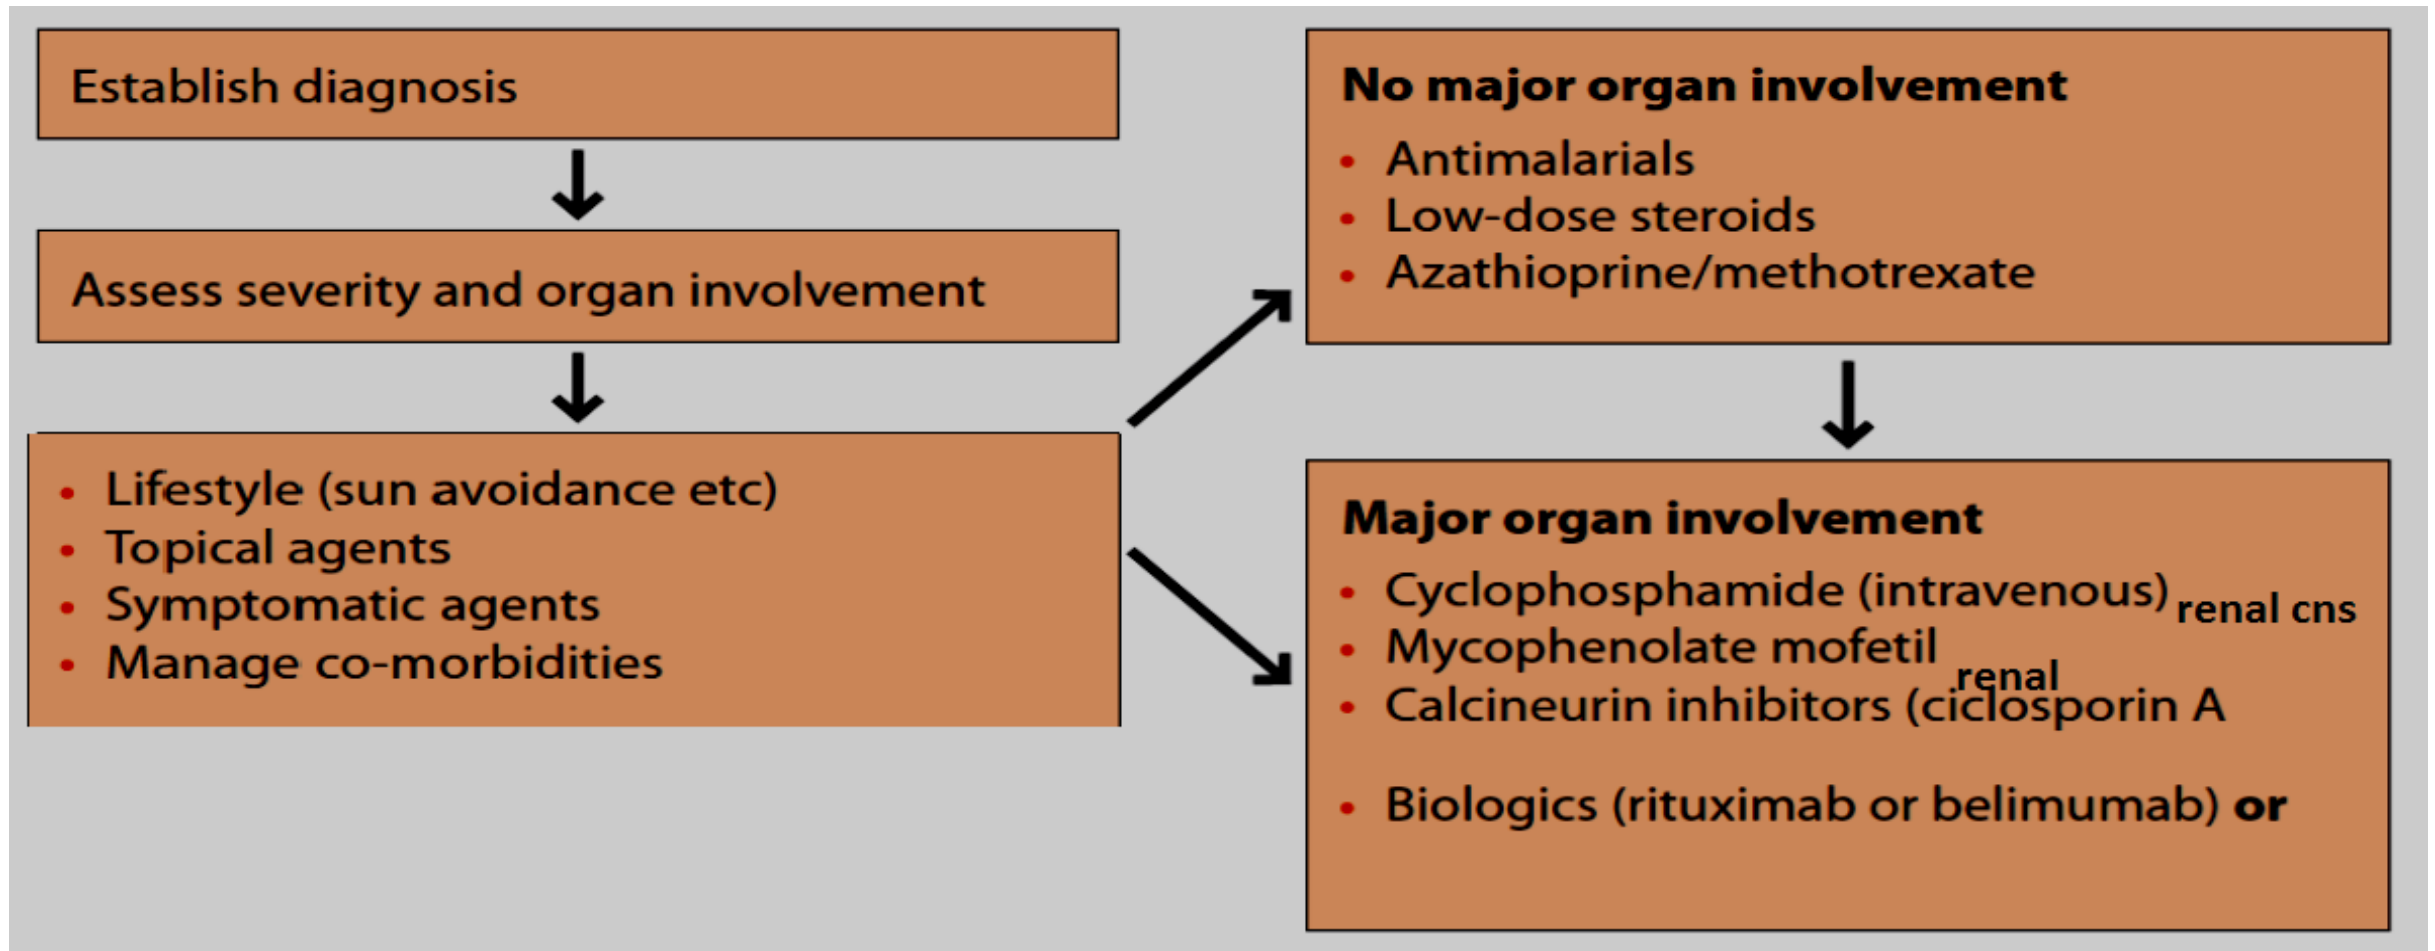 Establish diagnosis
Assess severity and organ involvement
• Lifestyle (sun avoidance etc)
• Topical agents
• Symptomatic agents
• Manage co-morbidities
No major organ involvement
• Antimalarials
• Low-dose steroids
• Azathioprine/methotrexate
Major organ involvement
• Cyclophosphamide (intravenous) renal cns
• Mycophenolate mofetil renal
• Calcineurin inhibitors (ciclosporin A
• Biologics (rituximab or belimumab) or